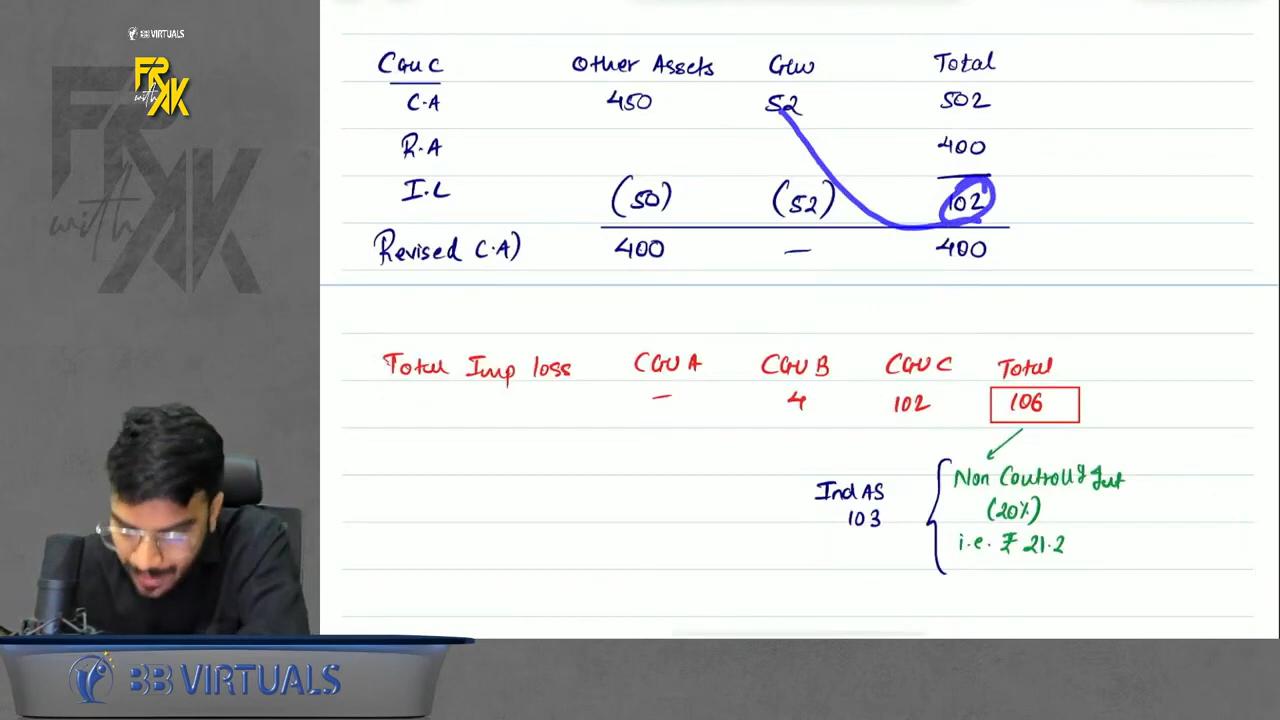 BB VIRTUALS
FR
with
AK
CGU C Other Assets GW Total
C.A 450 52 502
R.A 400
I.L (50) (52) 102
Revised C.A) 400 — 400
Total Imp loss CGU A CGU B CGU C Total
— 4 102 106
Non Controll'g Int
Ind AS
103
(20%)
i.e. ₹ 21.2
BB VIRTUALS